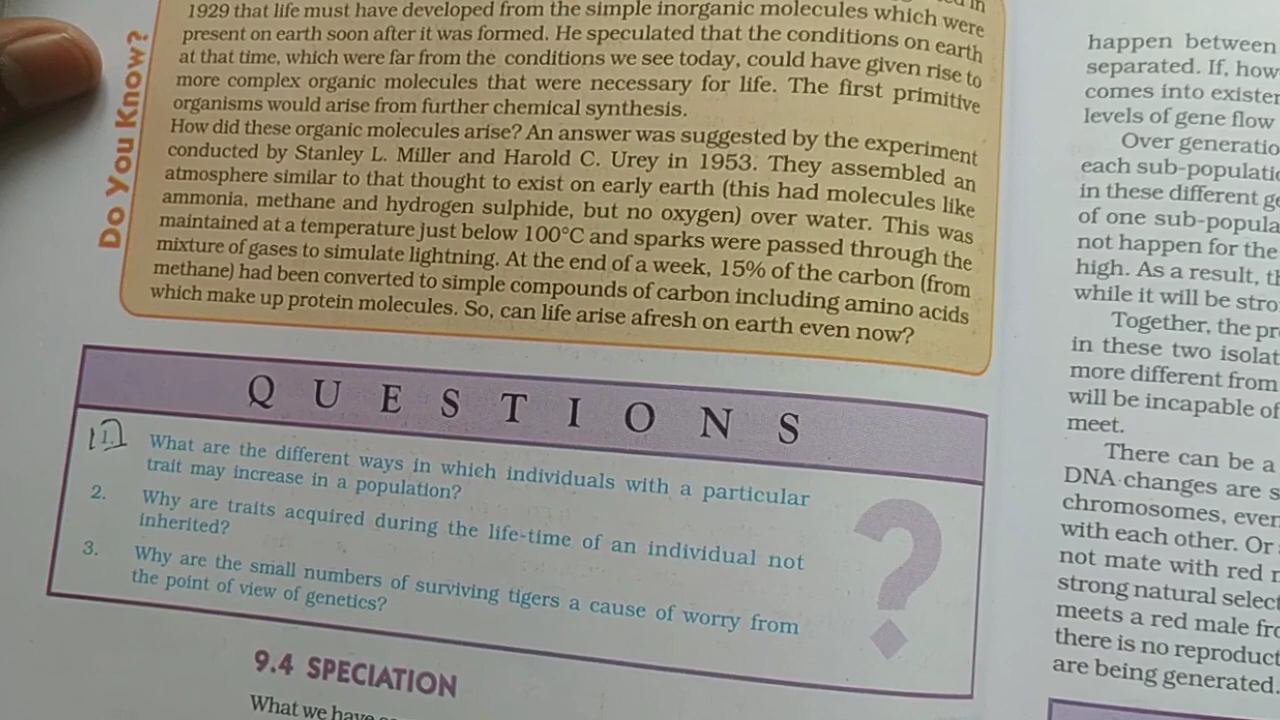 Do You Know?
1929 that life must have developed from the simple inorganic molecules which were
present on earth soon after it was formed. He speculated that the conditions on earth
at that time, which were far from the conditions we see today, could have given rise to
more complex organic molecules that were necessary for life. The first primitive
organisms would arise from further chemical synthesis.
How did these organic molecules arise? An answer was suggested by the experiment
conducted by Stanley L. Miller and Harold C. Urey in 1953. They assembled an
atmosphere similar to that thought to exist on early earth (this had molecules like
ammonia, methane and hydrogen sulphide, but no oxygen) over water. This was
maintained at a temperature just below 100°C and sparks were passed through the
mixture of gases to simulate lightning. At the end of a week, 15% of the carbon (from
methane) had been converted to simple compounds of carbon including amino acids
which make up protein molecules. So, can life arise afresh on earth even now?
QUESTIONS
1. What are the different ways in which individuals with a particular
trait may increase in a population?
2. Why are traits acquired during the life-time of an individual not
inherited?
3. Why are the small numbers of surviving tigers a cause of worry from
the point of view of genetics?
?
9.4 SPECIATION
What we have
happen between
separated. If, how
comes into existen
levels of gene flow
Over generatio
each sub-populati
in these different ge
of one sub-popula
not happen for the
high. As a result, th
while it will be stro
Together, the pr
in these two isolat
more different from
will be incapable of
meet.
There can be a
DNA changes are s
chromosomes, even
with each other. Or
not mate with red
strong natural select
meets a red male fro
there is no reproduct
are being generated.